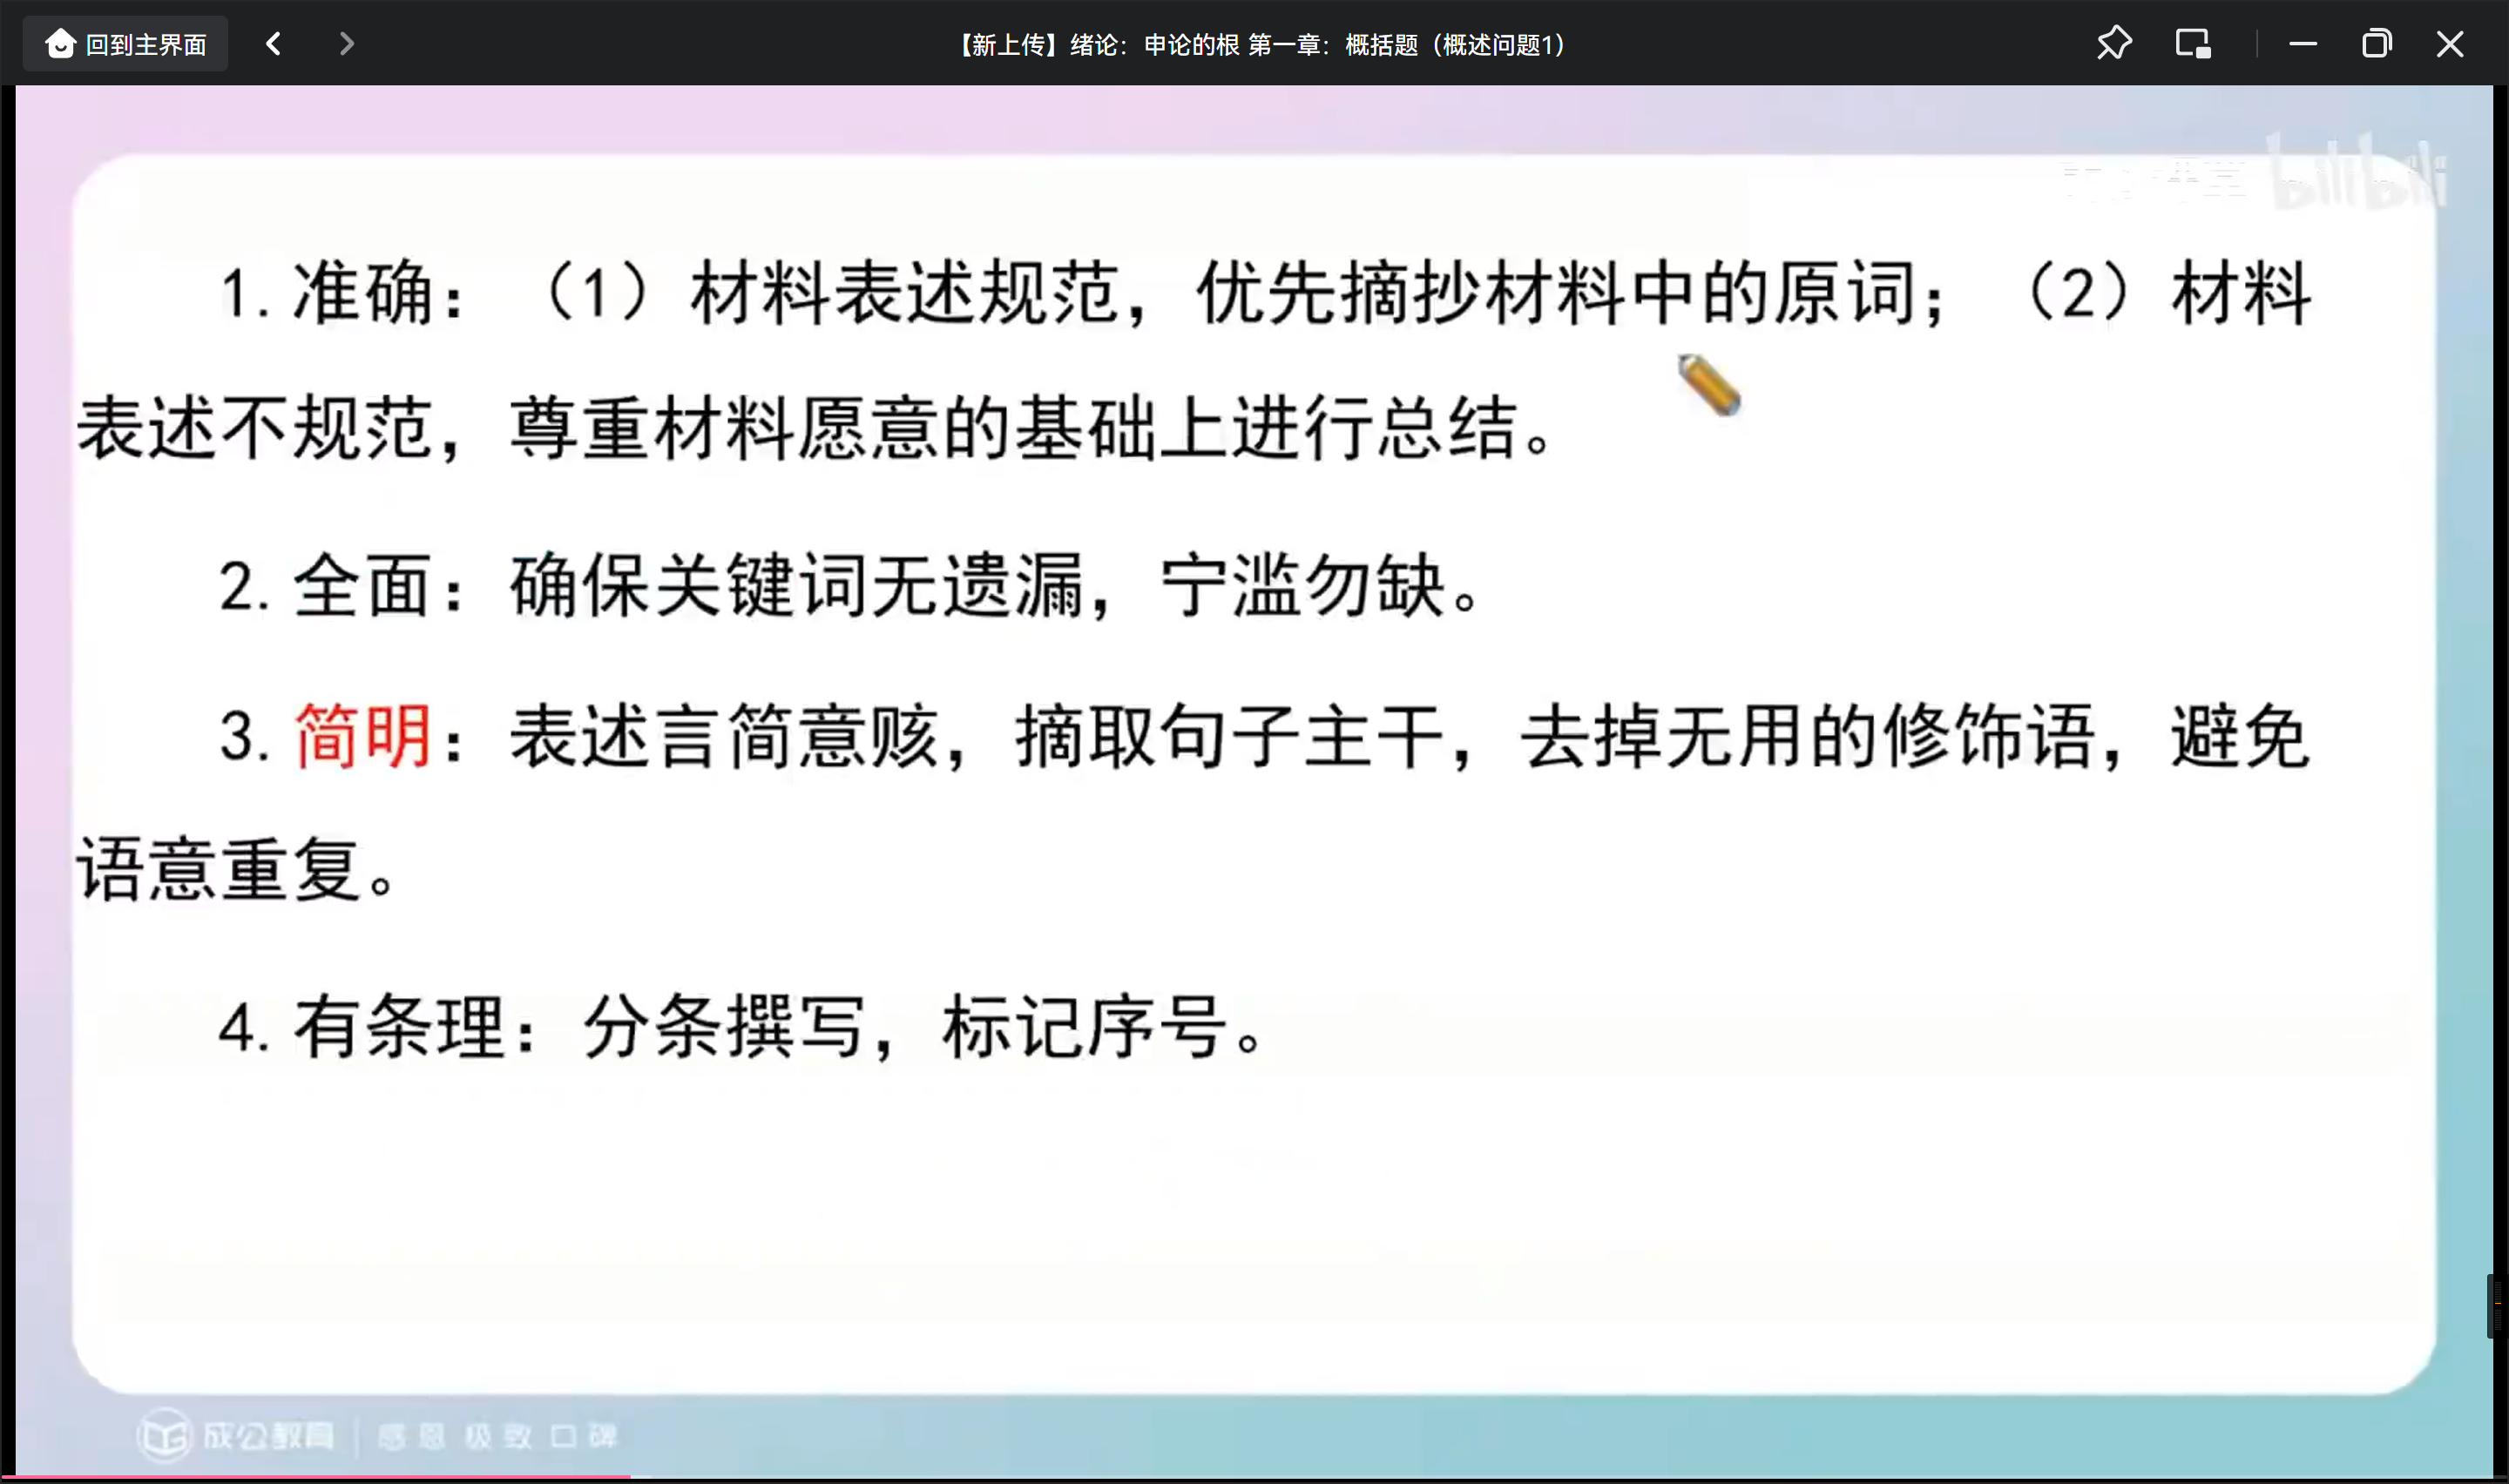 回到主界面
【新上传】绪论：申论的根 第一章：概括题（概述问题1）
bilibili
1.准确：（1）材料表述规范，优先摘抄材料中的原词；（2）材料
表述不规范，尊重材料愿意的基础上进行总结。
2.全面：确保关键词无遗漏，宁滥勿缺。
3.简明：表述言简意赅，摘取句子主干，去掉无用的修饰语，避免
语意重复。
4.有条理：分条撰写，标记序号。
成公教育 | 感恩 极致 口碑